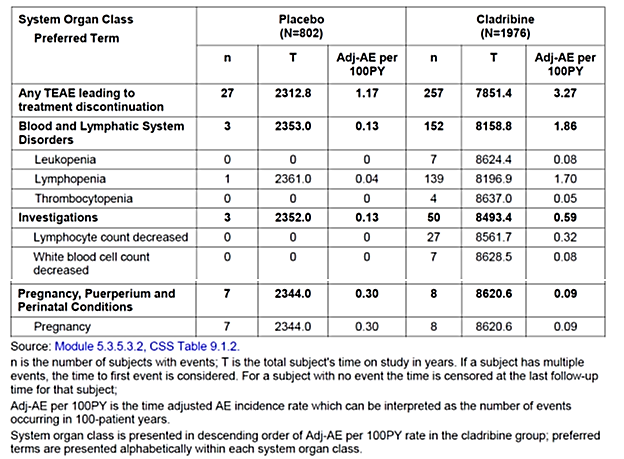 System Organ Class Placebo Cladribine
Preferred Term (N=802) (N=1976)
n T Adj-AE per 100PY n T Adj-AE per 100PY
Any TEAE leading to treatment discontinuation 27 2312.8 1.17 257 7851.4 3.27
Blood and Lymphatic System Disorders 3 2353.0 0.13 152 8158.8 1.86
Leukopenia 0 0 0 7 8624.4 0.08
Lymphopenia 1 2361.0 0.04 139 8196.9 1.70
Thrombocytopenia 0 0 0 4 8637.0 0.05
Investigations 3 2352.0 0.13 50 8493.4 0.59
Lymphocyte count decreased 0 0 0 27 8561.7 0.32
White blood cell count decreased 0 0 0 7 8628.5 0.08
Pregnancy, Puerperium and Perinatal Conditions 7 2344.0 0.30 8 8620.6 0.09
Pregnancy 7 2344.0 0.30 8 8620.6 0.09
Source: Module 5.3.5.3.2, CSS Table 9.1.2.
n is the number of subjects with events; T is the total subject's time on study in years. If a subject has multiple
events, the time to first event is considered. For a subject with no event the time is censored at the last follow-up
time for that subject;
Adj-AE per 100PY is the time adjusted AE incidence rate which can be interpreted as the number of events
occurring in 100-patient years.
System organ class is presented in descending order of Adj-AE per 100PY rate in the cladribine group; preferred
terms are presented alphabetically within each system organ class.